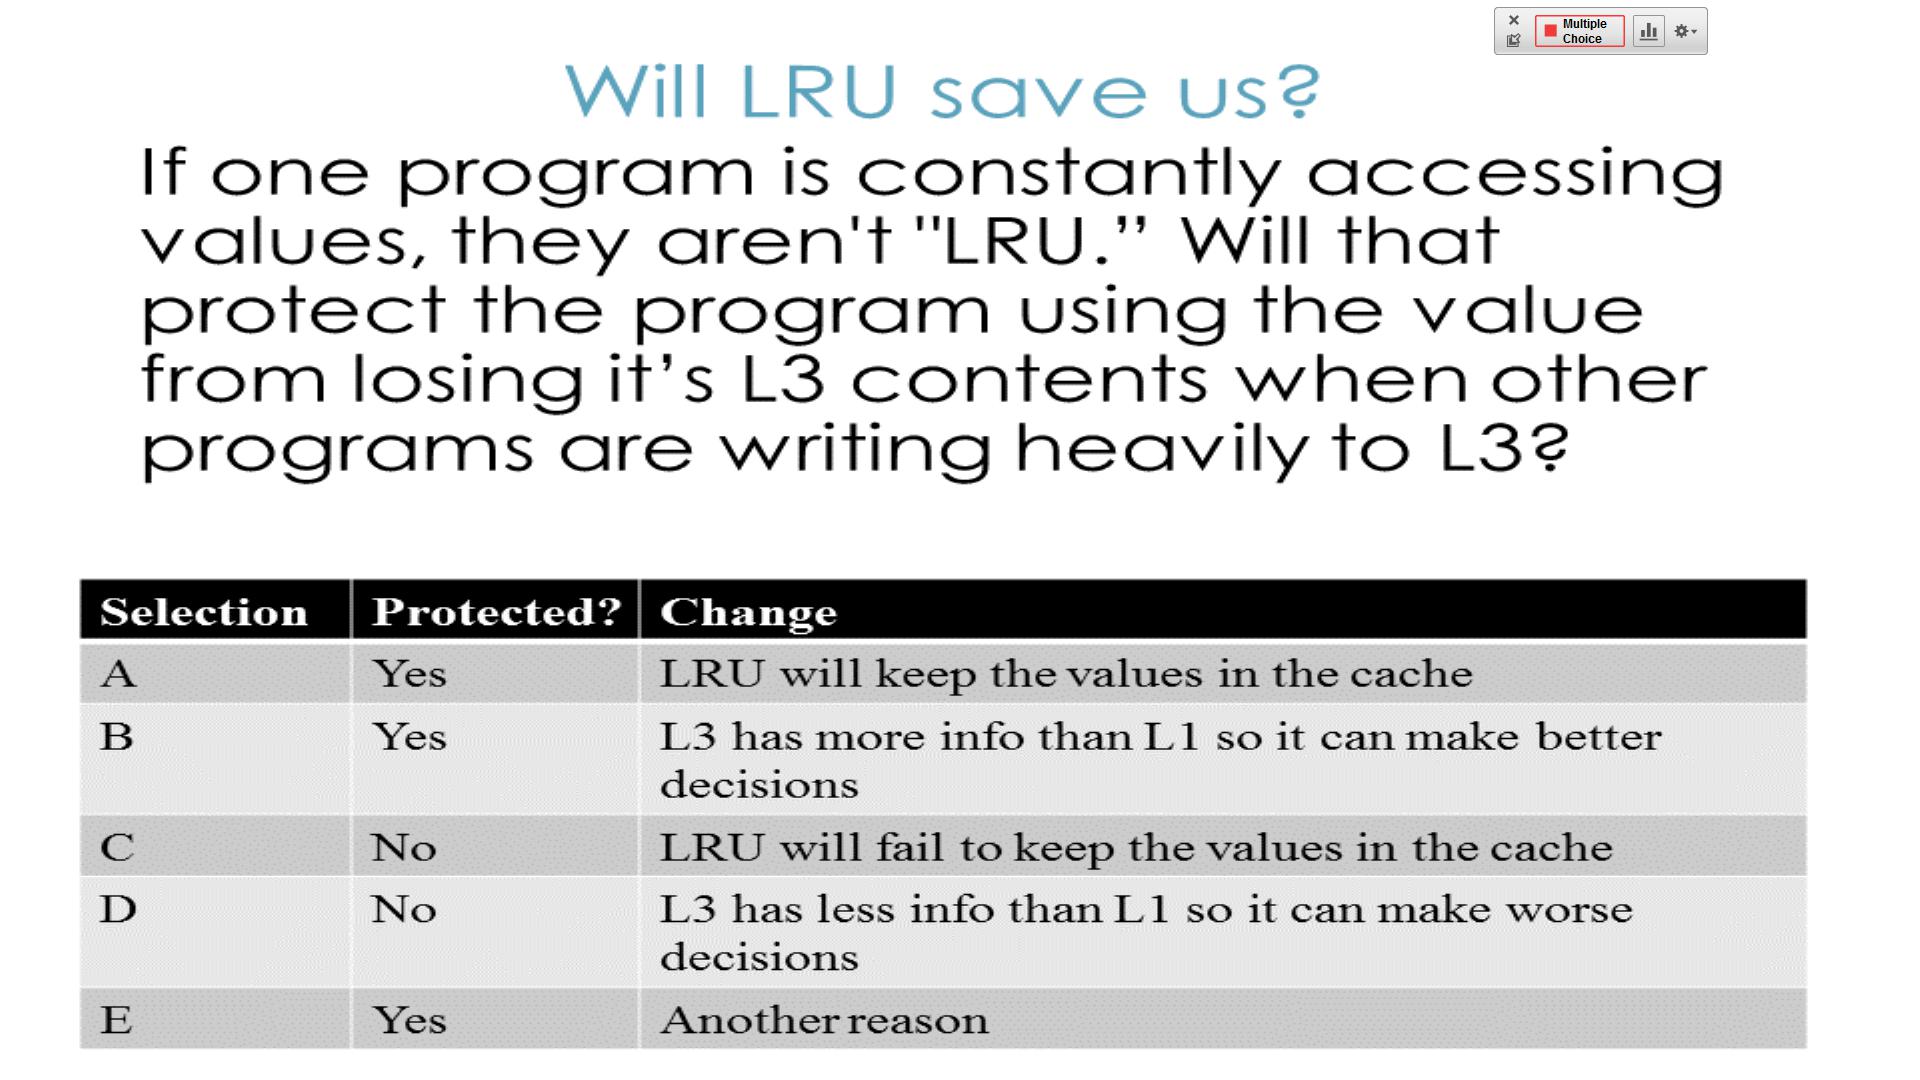 Multiple
Choice
Will LRU save us?
If one program is constantly accessing
values, they aren't "LRU.” Will that
protect the program using the value
from losing it’s L3 contents when other
programs are writing heavily to L3?
Selection Protected? Change
A Yes LRU will keep the values in the cache
B Yes L3 has more info than L1 so it can make better
decisions
C No LRU will fail to keep the values in the cache
D No L3 has less info than L1 so it can make worse
decisions
E Yes Another reason